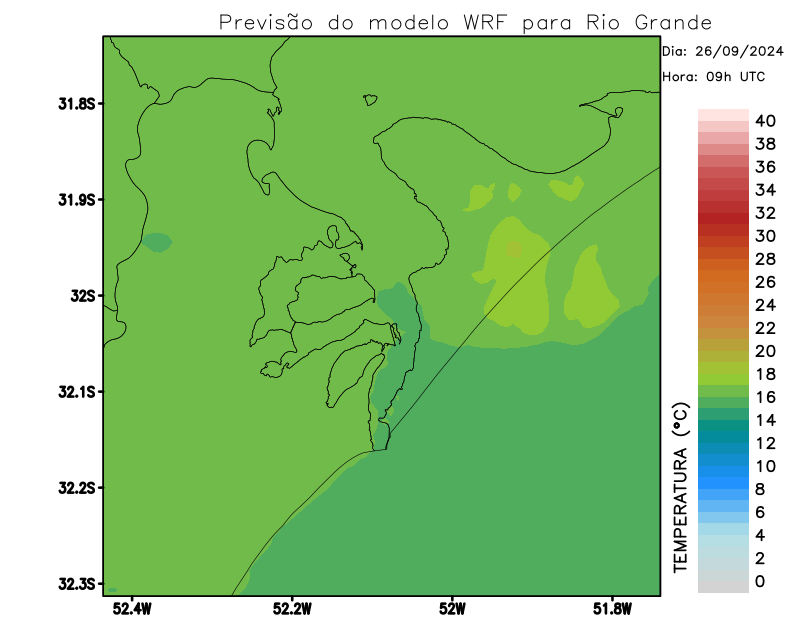 Previsão do modelo WRF para Rio Grande
Dia: 26/09/2024
Hora: 09h UTC
31.8S
31.9S
32S
32.1S
32.2S
32.3S
52.4W
52.2W
52W
51.8W
TEMPERATURA (°C)
40
38
36
34
32
30
28
26
24
22
20
18
16
14
12
10
8
6
4
2
0